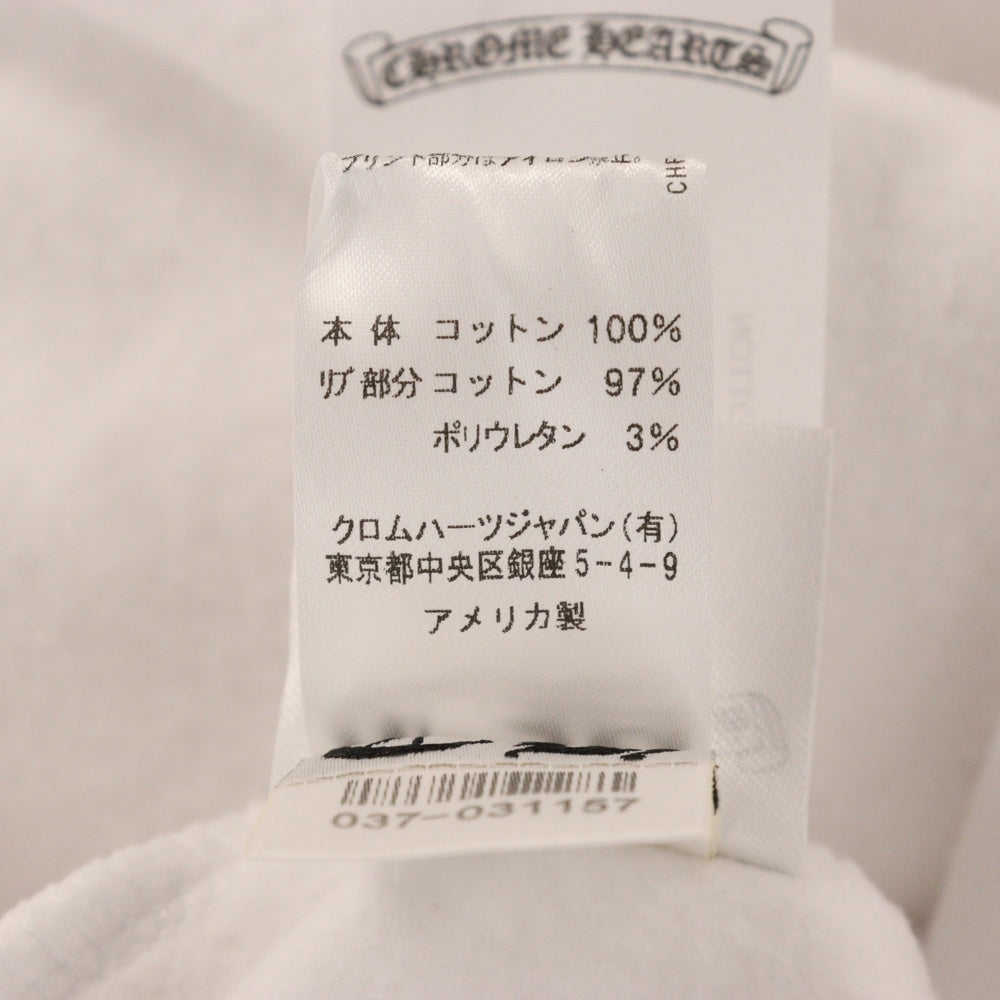 CHROME HEARTS
プリント部分はアイロン禁止。
CHE
本体 コットン 100%
リブ部分 コットン 97%
ポリウレタン 3%
クロムハーツジャパン(有)
東京都中央区銀座5-4-9
アメリカ製
037-031157